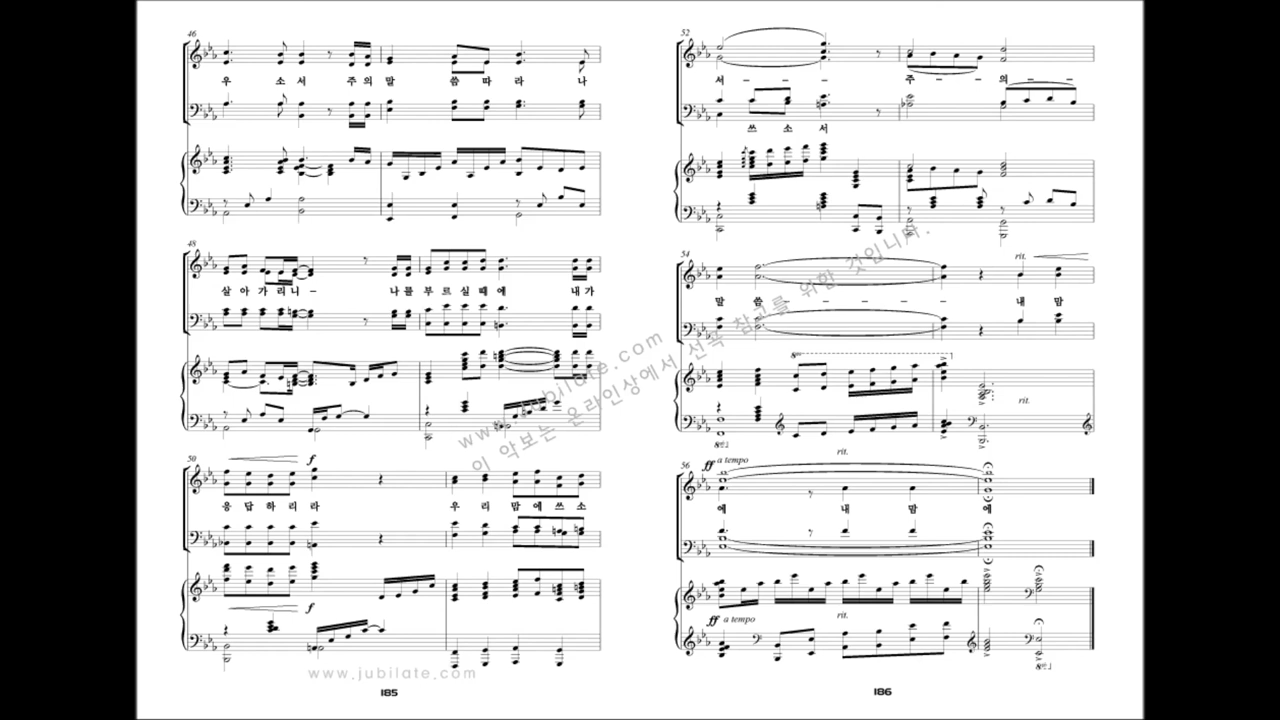 46
우 소 서 주 의 말 씀 따 라 나
48
살 아 가 리 니 - 나 를 부 르 실 때 에 내 가
50
f
응 답 하 리 라 우 리 맘 에 쓰 소
f
www.jubilate.com
185
52
서 - - - 주 - - 의 - -
쓰 소 서
54
rit.
말 씀 - - - - - 내 맘
8va
rit.
8va
56
ff a tempo
rit.
에 내 맘 에
ff a tempo
rit.
8va
186
www.jubilate.com
이 악보는 온라인상에서 선곡 참고를 위한 것입니다.